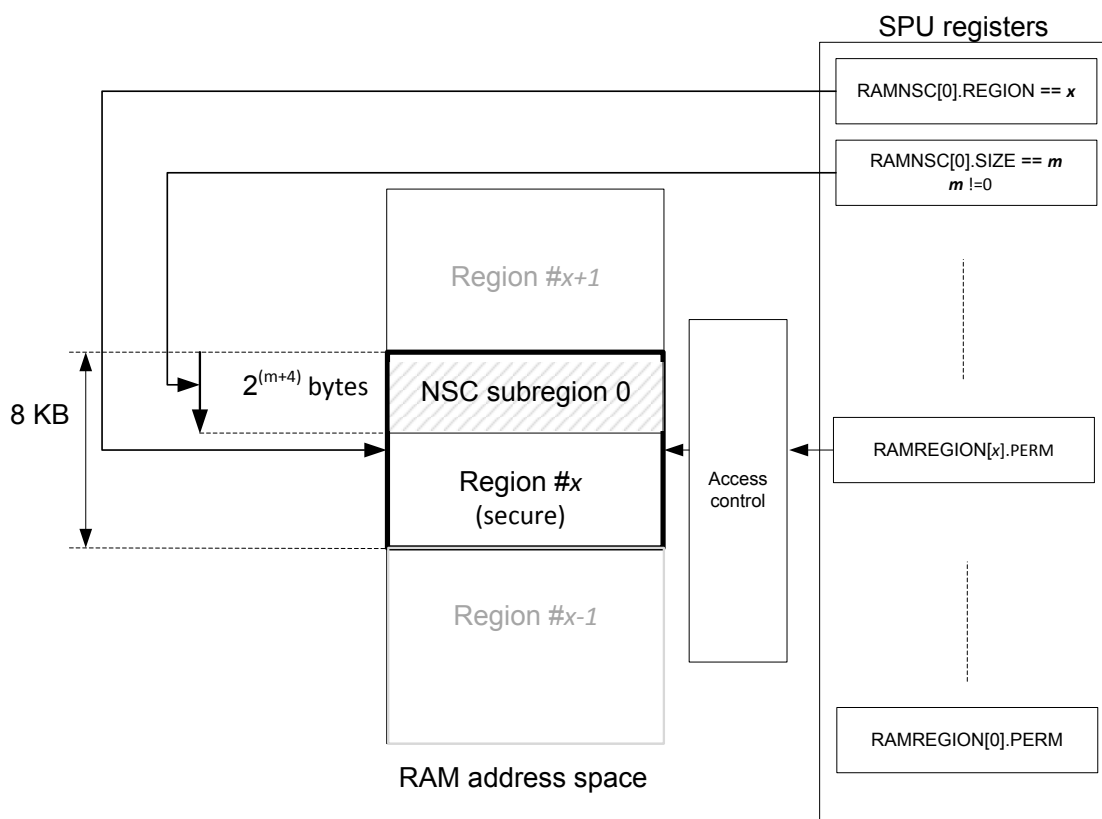 SPU registers
RAMNSC[0].REGION == x
RAMNSC[0].SIZE == m
m !=0
Region #x+1
2^(m+4) bytes
NSC subregion 0
8 KB
Region #x
(secure)
Access
control
RAMREGION[x].PERM
Region #x-1
RAMREGION[0].PERM
RAM address space